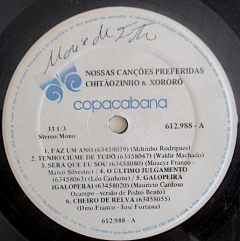 NOSSAS CANÇÕES PREFERIDAS
CHITÃOZINHO & XORORÓ
copacabana
33 1/3
Stereo/Mono
612.988 - A
1. FAZ UM ANO (63458039) (Miltinho Rodrigues)
2. TENHO CIUME DE TUDO (63458047) (Waldir Machado)
3. SERA QUE EU SOU (63458080) (Moacyr Franco -
Marco Silvestre) 4. O ÚLTIMO JULGAMENTO
(63458063) (Léo Canhoto) 5. GALOPEIRA
(GALOPERA) (63458020) (Mauricio Cardoso
Ocampo - versão de Pedro Bento)
6. CHEIRO DE RELVA (63458055)
(Dino Franco - José Fortuna)
612.988 - A